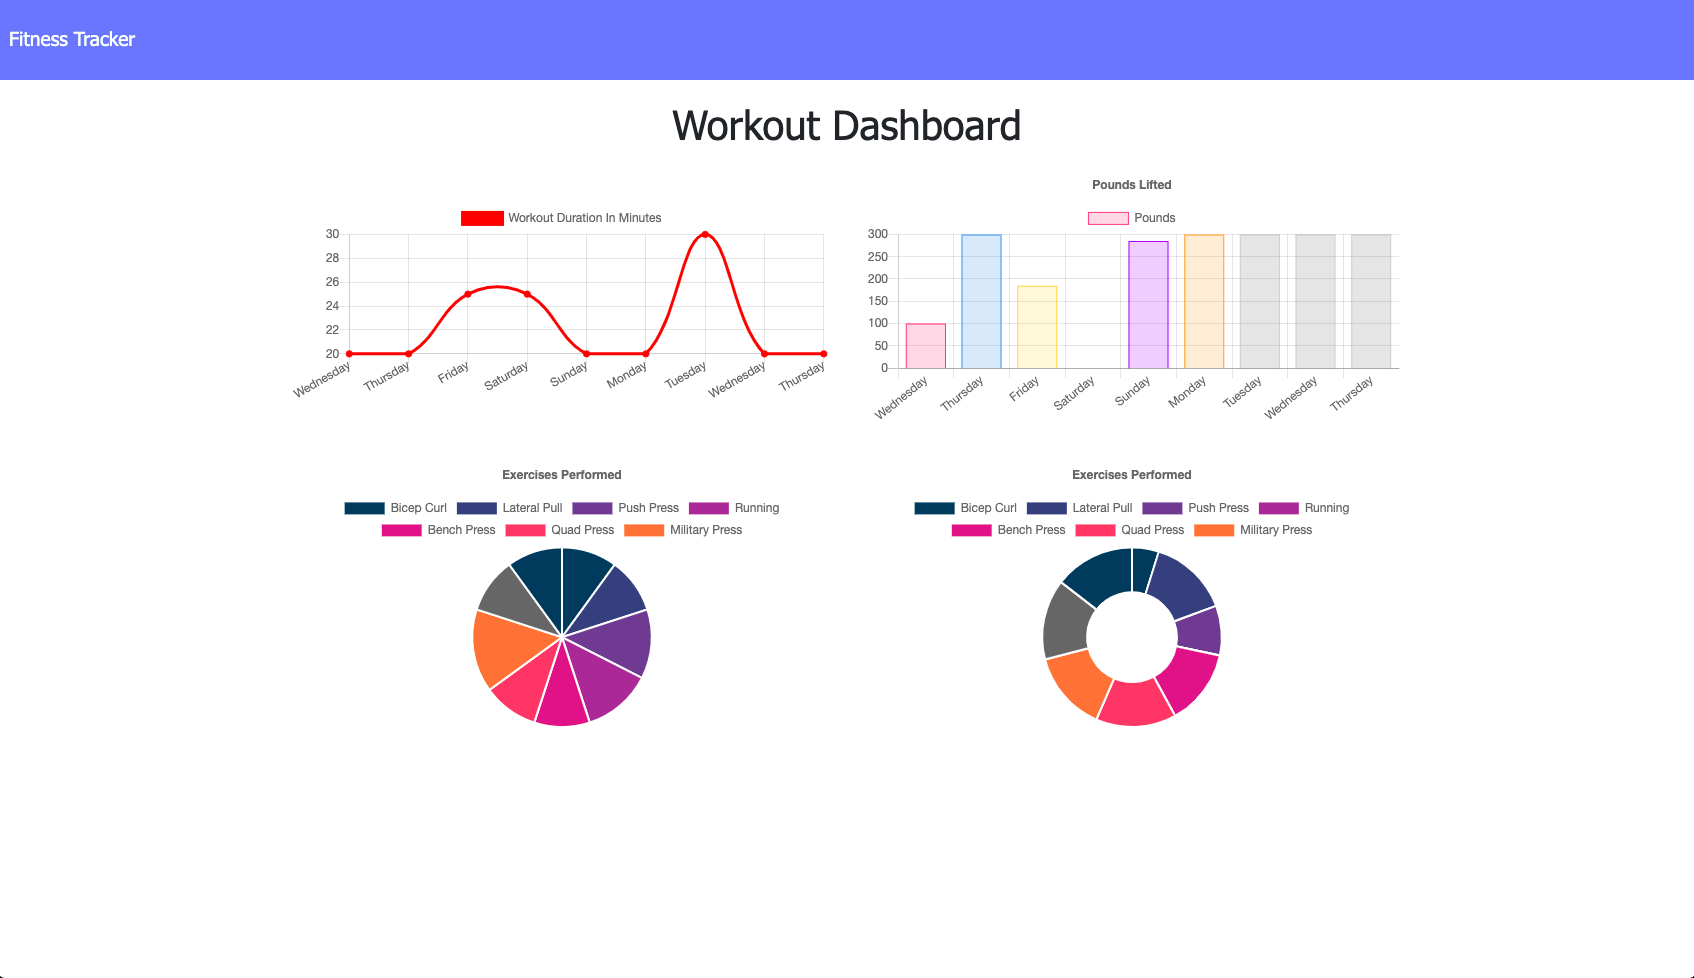 Fitness Tracker
Workout Dashboard
Workout Duration In Minutes
30
28
26
24
22
20
Wednesday Thursday Friday Saturday Sunday Monday Tuesday Wednesday Thursday
Pounds Lifted
Pounds
300
250
200
150
100
50
0
Wednesday Thursday Friday Saturday Sunday Monday Tuesday Wednesday Thursday
Exercises Performed
Bicep Curl Lateral Pull Push Press Running
Bench Press Quad Press Military Press
Exercises Performed
Bicep Curl Lateral Pull Push Press Running
Bench Press Quad Press Military Press